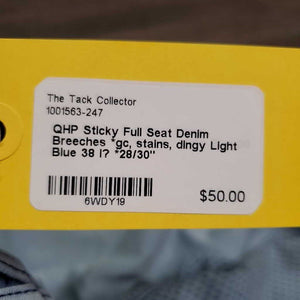 The Tack Collector
1001563-247
QHP Sticky Full Seat Denim
Breeches *gc, stains, dingy Light
Blue 38 I? *28/30"
$50.00
6WDY19